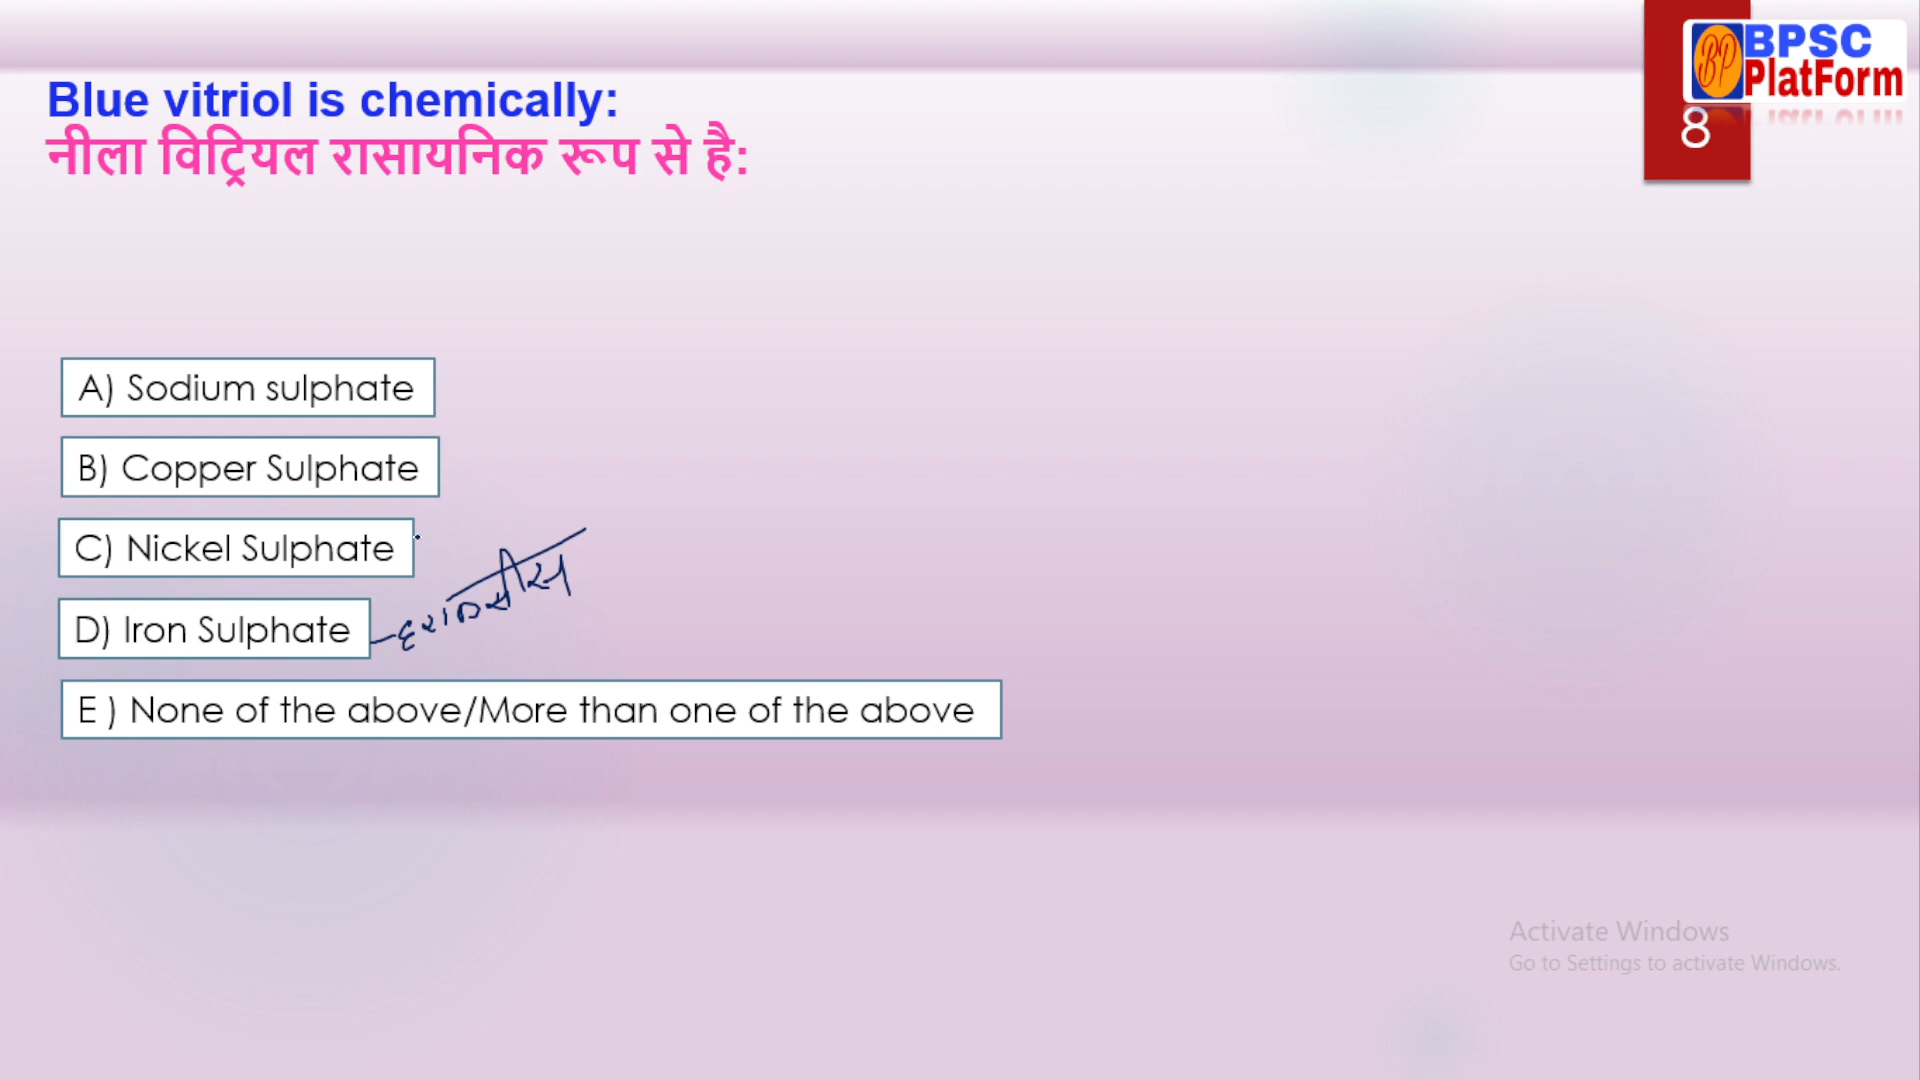 BPSC
PlatForm
8
Blue vitriol is chemically:
नीला विट्रियल रासायनिक रूप से है:
A) Sodium sulphate
B) Copper Sulphate
C) Nickel Sulphate
D) Iron Sulphate
E ) None of the above/More than one of the above
Activate Windows
Go to Settings to activate Windows.